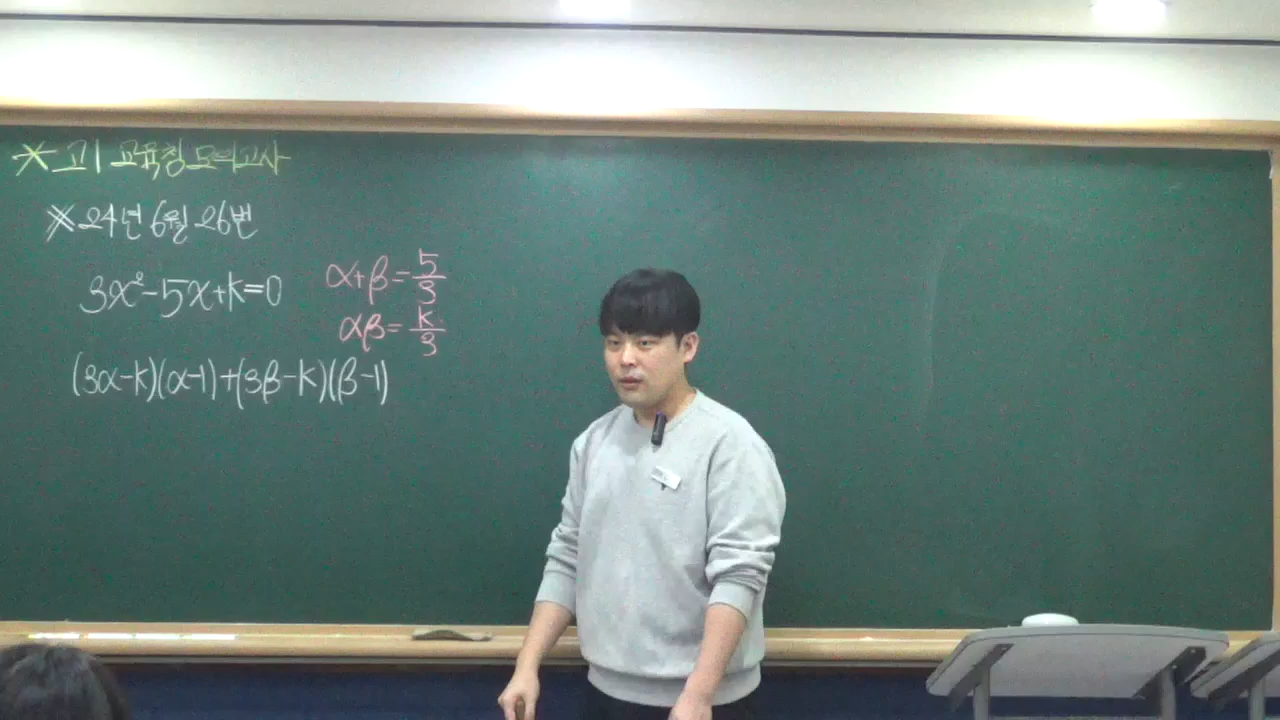 * 고1 교육청 모의고사
※ 24년 6월 26번
3x²-5x+k=0
α+β=5/3
αβ=k/3
(3α-k)(α-1)+(3β-k)(β-1)